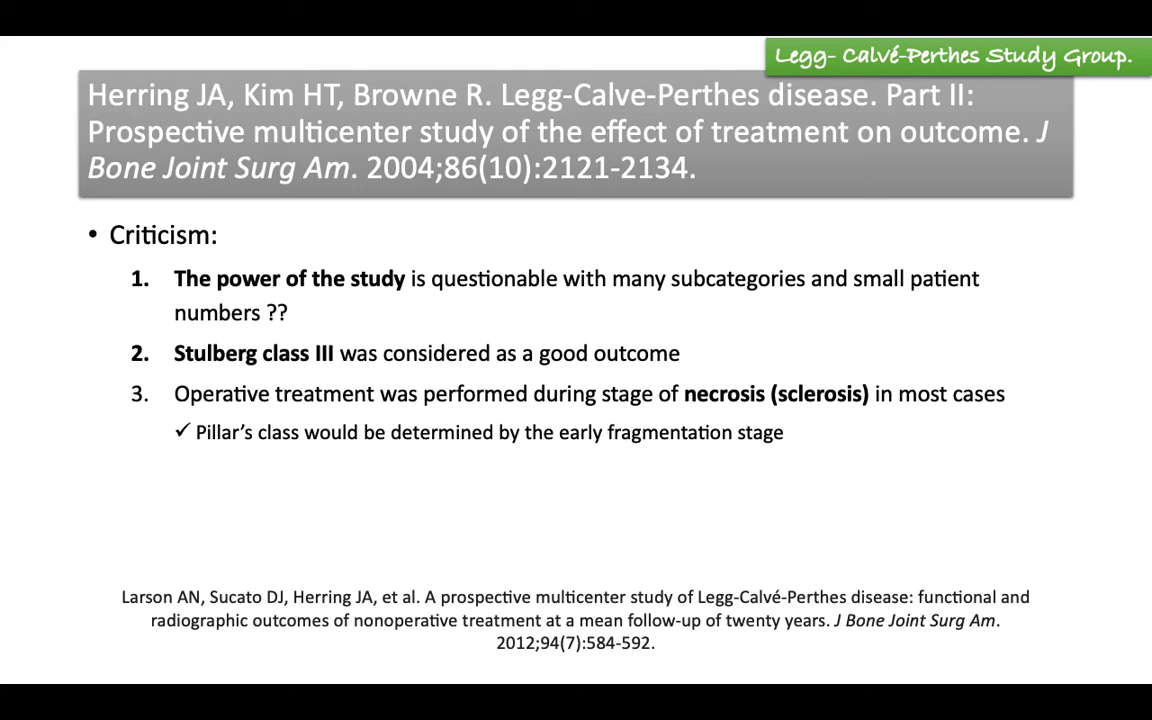 Legg- Calvé-Perthes Study Group.
Herring JA, Kim HT, Browne R. Legg-Calve-Perthes disease. Part II:
Prospective multicenter study of the effect of treatment on outcome. J
Bone Joint Surg Am. 2004;86(10):2121-2134.
• Criticism:
1. The power of the study is questionable with many subcategories and small patient
numbers ??
2. Stulberg class III was considered as a good outcome
3. Operative treatment was performed during stage of necrosis (sclerosis) in most cases
✓ Pillar’s class would be determined by the early fragmentation stage
Larson AN, Sucato DJ, Herring JA, et al. A prospective multicenter study of Legg-Calvé-Perthes disease: functional and
radiographic outcomes of nonoperative treatment at a mean follow-up of twenty years. J Bone Joint Surg Am.
2012;94(7):584-592.